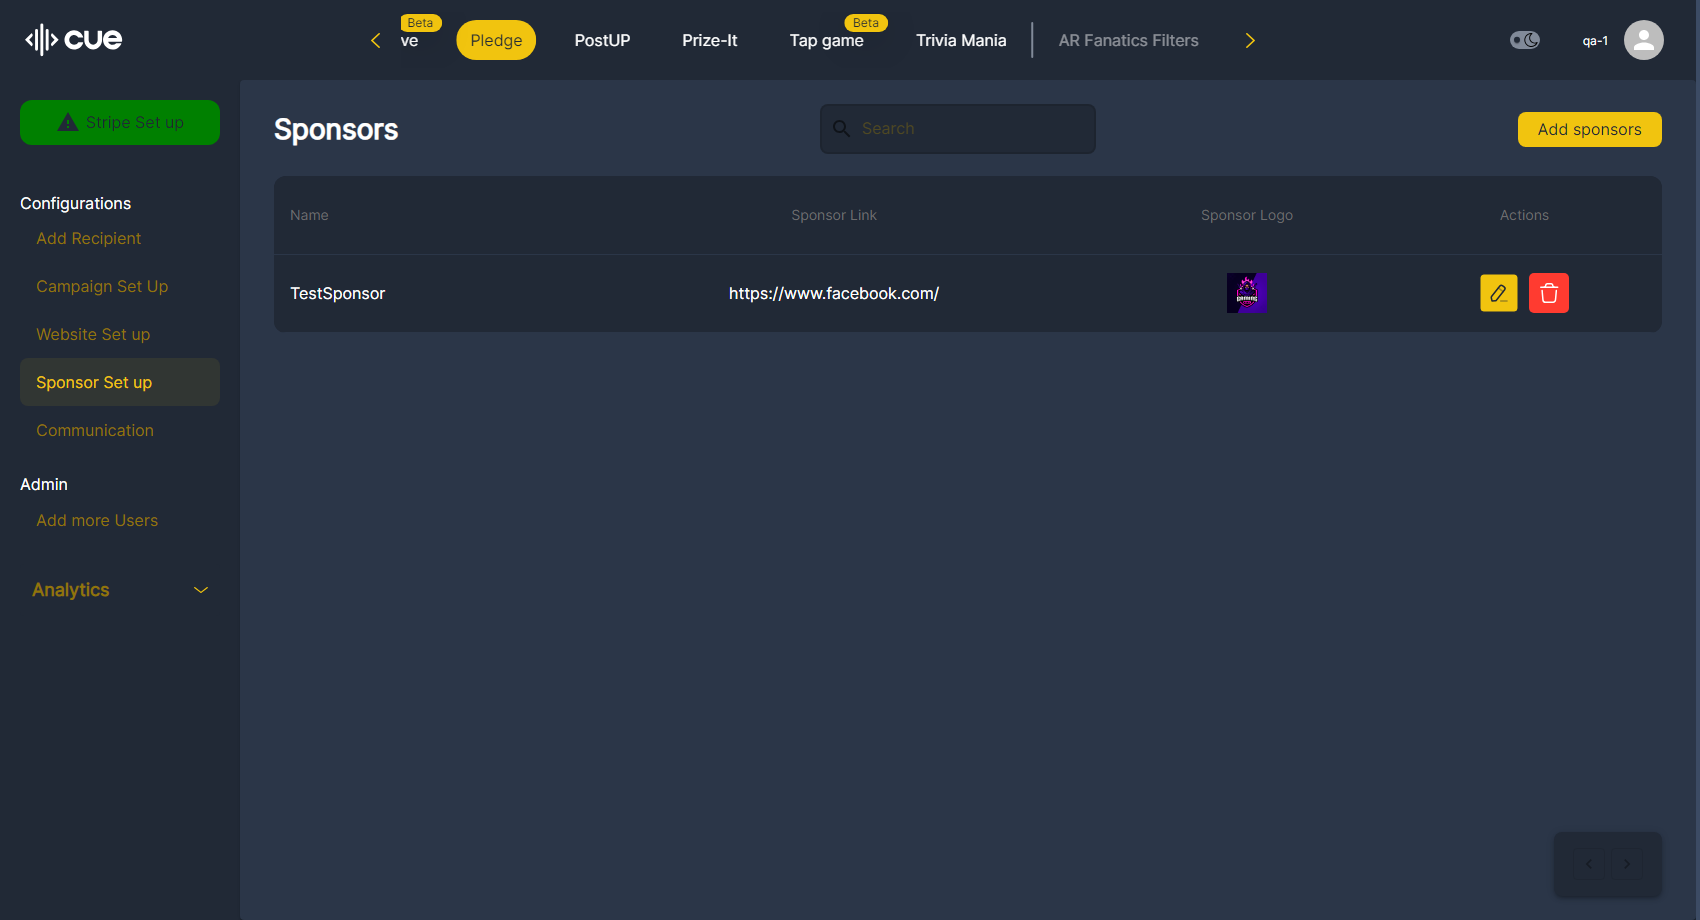 cue
Beta
ve
Pledge
PostUP
Prize-It
Beta
Tap game
Trivia Mania
AR Fanatics Filters
qa-1
Stripe Set up
Configurations
Add Recipient
Campaign Set Up
Website Set up
Sponsor Set up
Communication
Admin
Add more Users
Analytics
Sponsors
Search
Add sponsors
Name
Sponsor Link
Sponsor Logo
Actions
TestSponsor
https://www.facebook.com/
GAMING